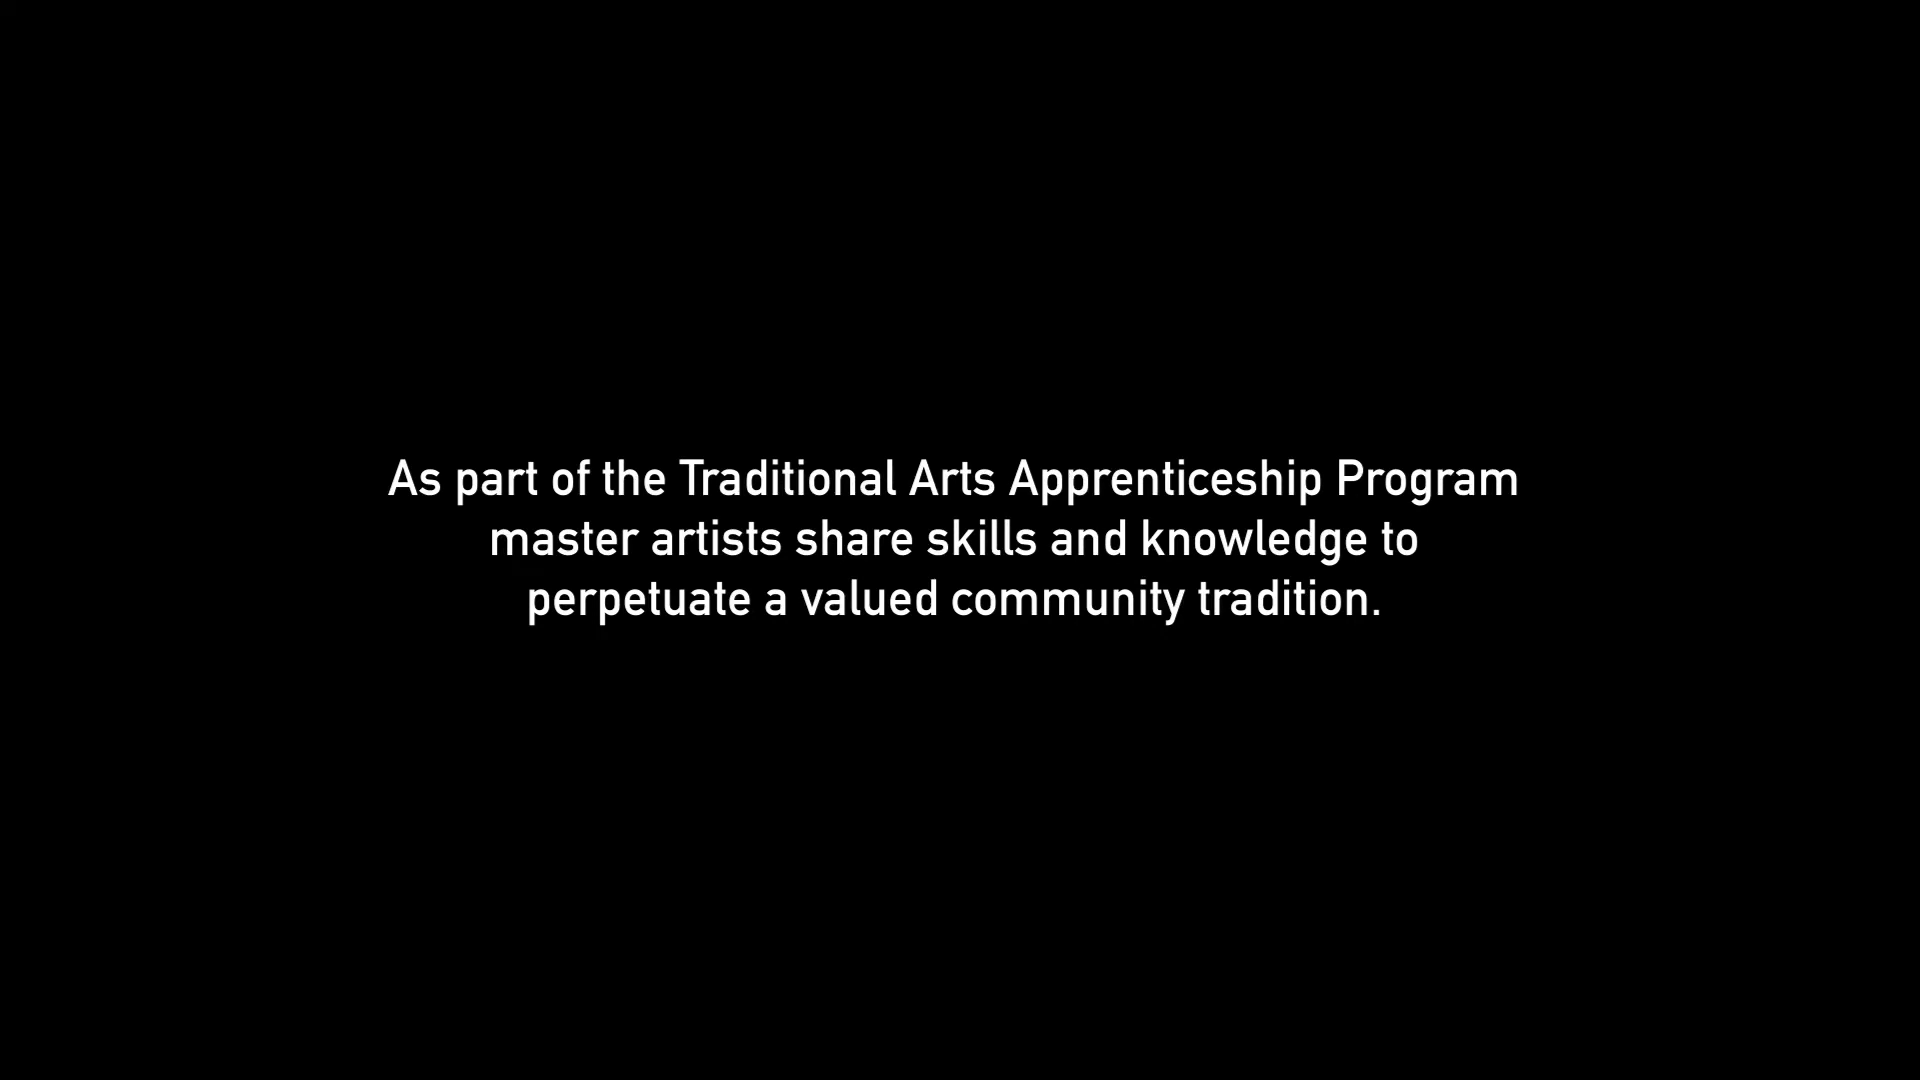 As part of the Traditional Arts Apprenticeship Program
master artists share skills and knowledge to
perpetuate a valued community tradition.